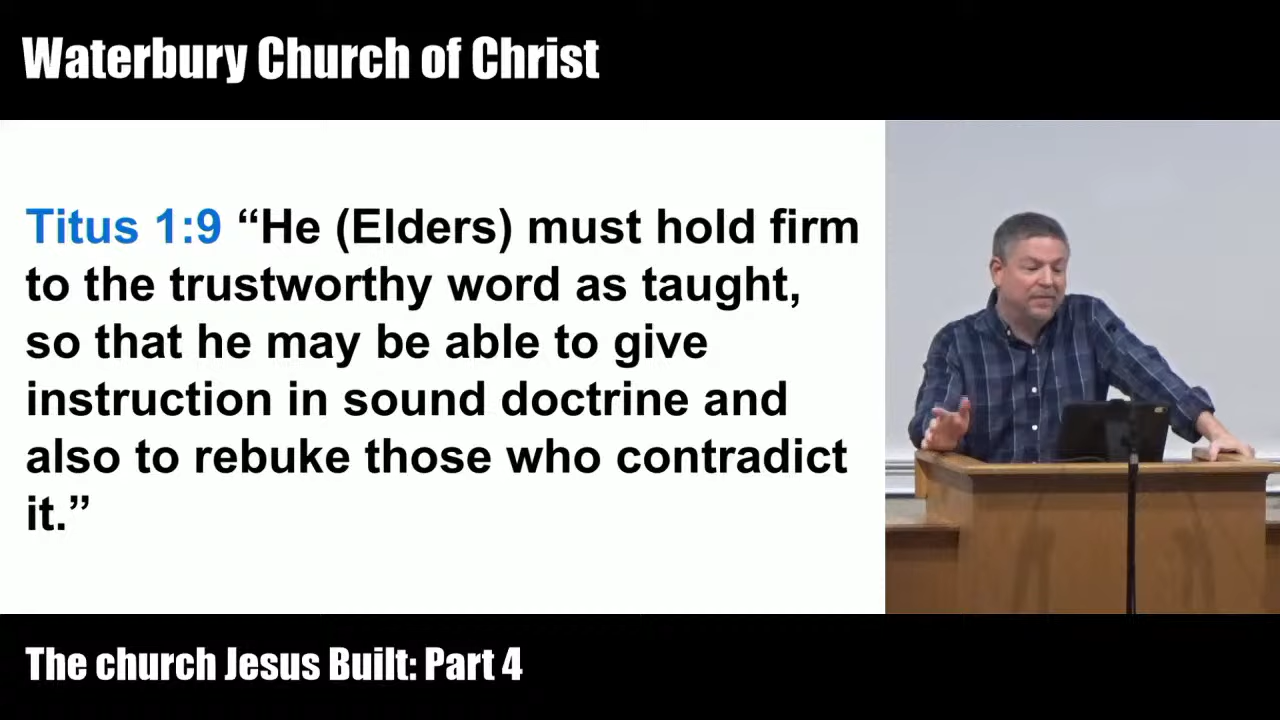 Waterbury Church of Christ
Titus 1:9 “He (Elders) must hold firm
to the trustworthy word as taught,
so that he may be able to give
instruction in sound doctrine and
also to rebuke those who contradict
it.”
The church Jesus Built: Part 4